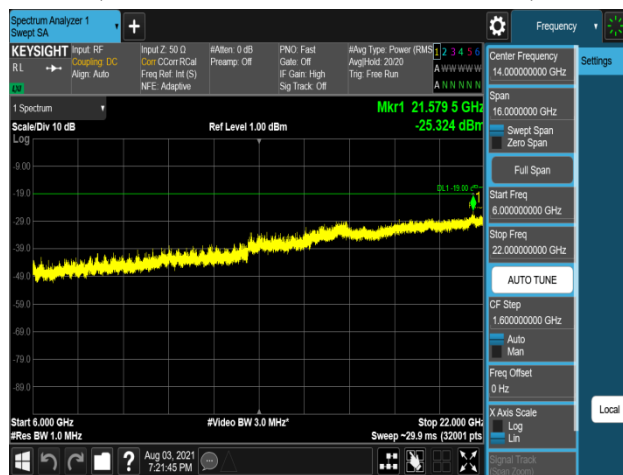 Spectrum Analyzer 1
Swept SA
Frequency
KEYSIGHT
Input: RF
Coupling: DC
Align: Auto
Input Z: 50 Ω
Corr CCorr RCal
Freq Ref: Int (S)
NFE: Adaptive
#Atten: 0 dB
Preamp: Off
PNO: Fast
Gate: Off
IF Gain: High
Sig Track: Off
#Avg Type: Power (RMS
Avg|Hold: 20/20
Trig: Free Run
1 2 3 4 5 6
A W W W W W
A N N N N N
R L
LXI
1 Spectrum
Scale/Div 10 dB
Log
Ref Level 1.00 dBm
Mkr1 21.579 5 GHz
-25.324 dBm
-9.00
-19.0
-29.0
-39.0
-49.0
-59.0
-69.0
-79.0
-89.0
DL1 -19.00
1
Start 6.000 GHz
#Res BW 1.0 MHz
#Video BW 3.0 MHz*
Stop 22.000 GHz
Sweep ~29.9 ms (32001 pts
Aug 03, 2021
7:21:45 PM
Center Frequency
14.00000000 GHz
Settings
Span
16.0000000 GHz
Swept Span
Zero Span
Full Span
Start Freq
6.000000000 GHz
Stop Freq
22.000000000 GHz
AUTO TUNE
CF Step
1.600000000 GHz
Auto
Man
Freq Offset
0 Hz
X Axis Scale
Log
Lin
Local
Signal Track
(Span Zoom)